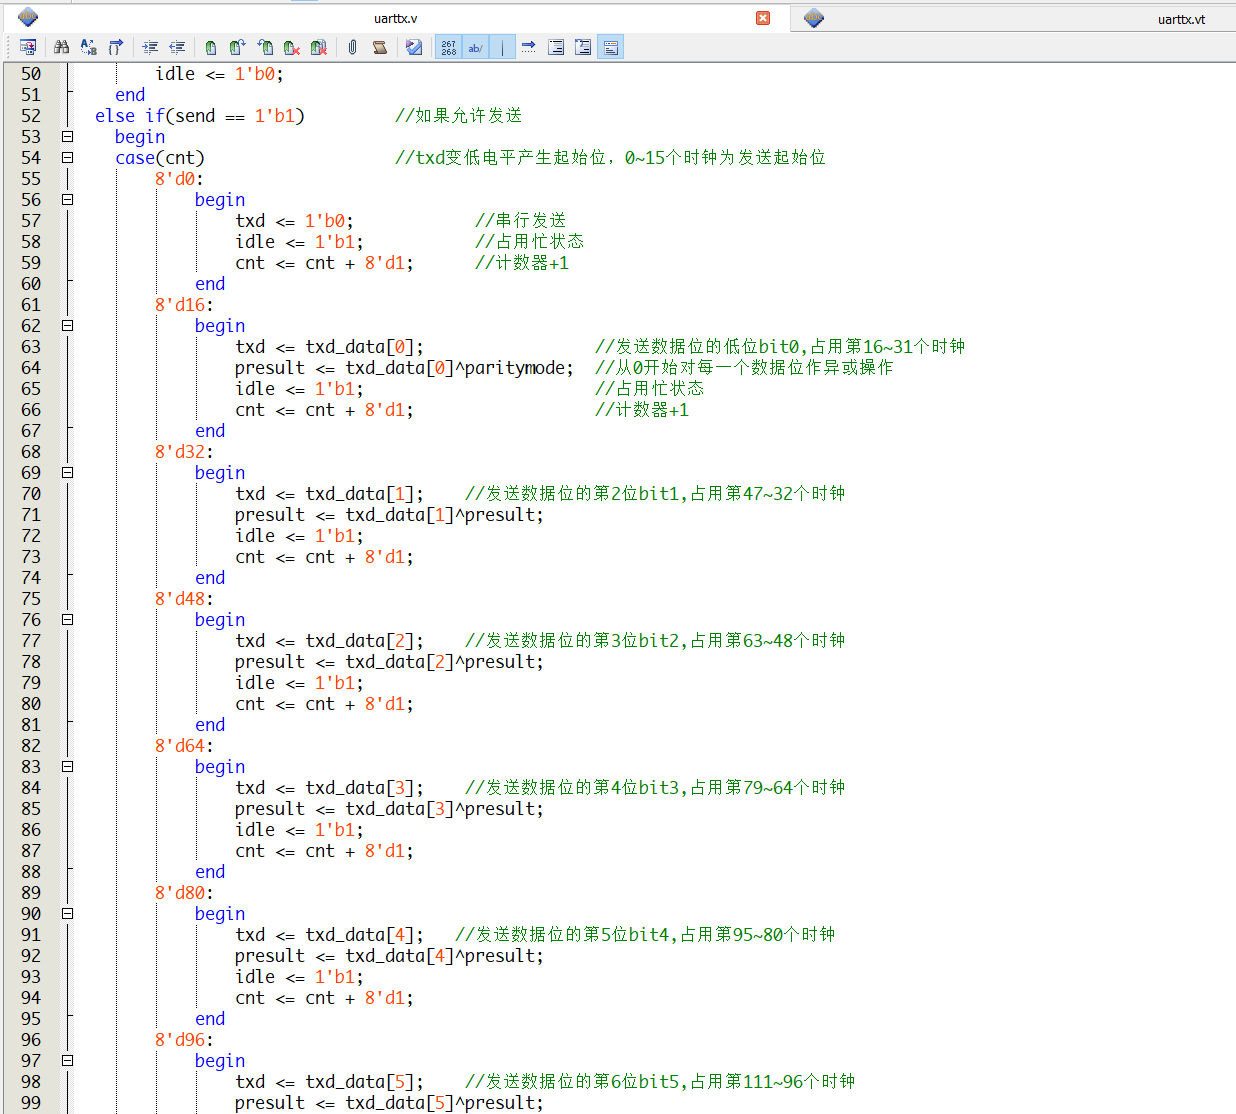 uarttx.v
uarttx.vt
267
268
ab/
50 idle <= 1'b0;
51 end
52 else if(send == 1'b1) //如果允许发送
53 begin
54 case(cnt) //txd变低电平产生起始位，0~15个时钟为发送起始位
55 8'd0:
56 begin
57 txd <= 1'b0; //串行发送
58 idle <= 1'b1; //占用忙状态
59 cnt <= cnt + 8'd1; //计数器+1
60 end
61 8'd16:
62 begin
63 txd <= txd_data[0]; //发送数据位的低位bit0,占用第16~31个时钟
64 presult <= txd_data[0]^paritymode; //从0开始对每一个数据位作异或操作
65 idle <= 1'b1; //占用忙状态
66 cnt <= cnt + 8'd1; //计数器+1
67 end
68 8'd32:
69 begin
70 txd <= txd_data[1]; //发送数据位的第2位bit1,占用第47~32个时钟
71 presult <= txd_data[1]^presult;
72 idle <= 1'b1;
73 cnt <= cnt + 8'd1;
74 end
75 8'd48:
76 begin
77 txd <= txd_data[2]; //发送数据位的第3位bit2,占用第63~48个时钟
78 presult <= txd_data[2]^presult;
79 idle <= 1'b1;
80 cnt <= cnt + 8'd1;
81 end
82 8'd64:
83 begin
84 txd <= txd_data[3]; //发送数据位的第4位bit3,占用第79~64个时钟
85 presult <= txd_data[3]^presult;
86 idle <= 1'b1;
87 cnt <= cnt + 8'd1;
88 end
89 8'd80:
90 begin
91 txd <= txd_data[4]; //发送数据位的第5位bit4,占用第95~80个时钟
92 presult <= txd_data[4]^presult;
93 idle <= 1'b1;
94 cnt <= cnt + 8'd1;
95 end
96 8'd96:
97 begin
98 txd <= txd_data[5]; //发送数据位的第6位bit5,占用第111~96个时钟
99 presult <= txd_data[5]^presult;